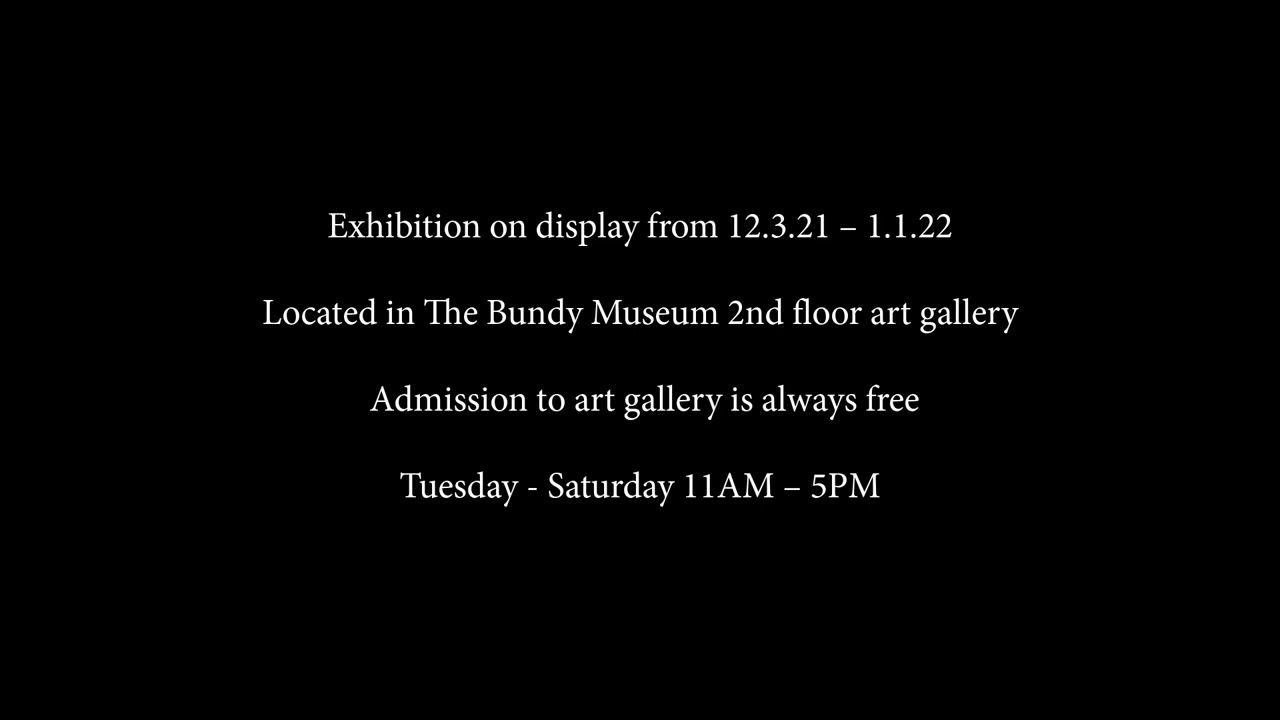 Exhibition on display from 12.3.21 – 1.1.22
Located in The Bundy Museum 2nd floor art gallery
Admission to art gallery is always free
Tuesday - Saturday 11AM – 5PM